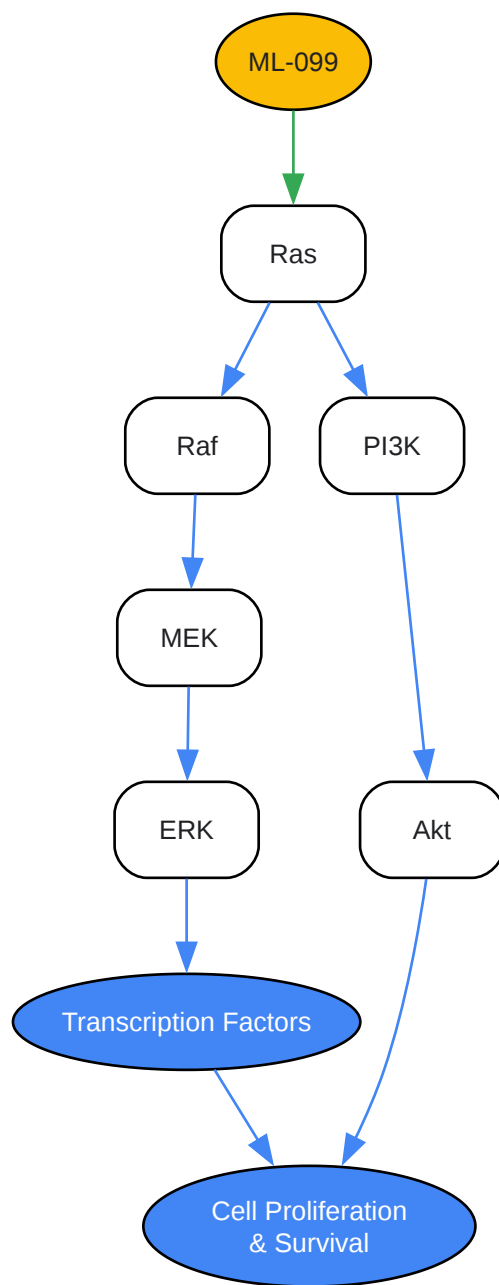 ML-099
Ras
Raf
PI3K
MEK
ERK
Akt
Transcription Factors
Cell Proliferation
& Survival